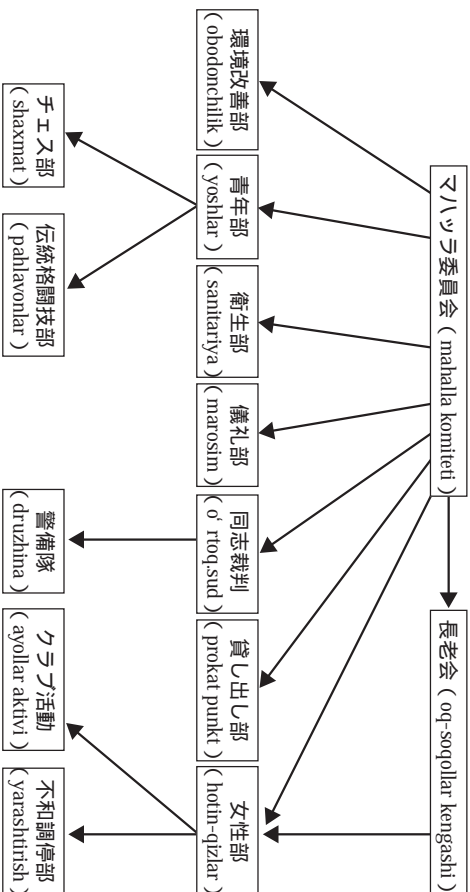 マハッラ委員会（mahalla komiteti）
長老会（oq-soqollar kengashi）
環境改善部
（obodonchilik）
青年部
（yoshlar）
衛生部
（sanitariya）
儀礼部
（marosim）
同志裁判
（o‘rtoq.sud）
貸し出し部
（prokat punkt）
女性部
（hotin-qizlar）
チェス部
（shaxmat）
伝統格闘技部
（pahlavonlar）
警備隊
（druzhina）
クラブ活動
（ayollar aktivi）
不和調停部
（yarashtirish）